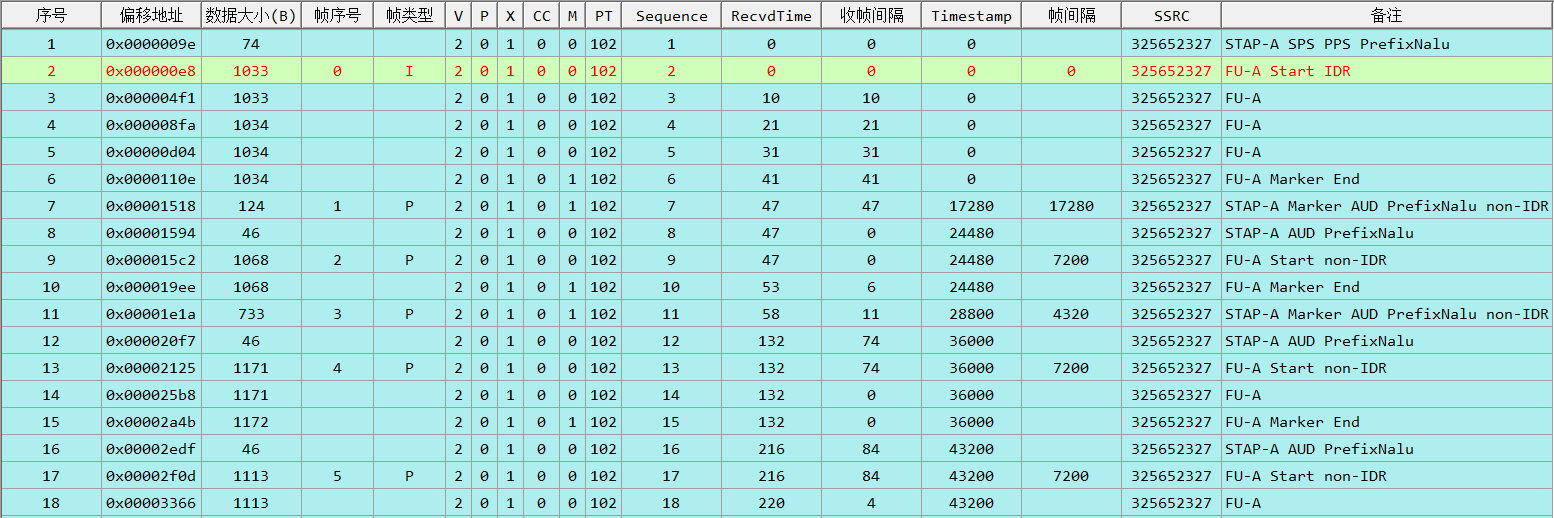 序号 偏移地址 数据大小(B) 帧序号 帧类型 V P X CC M PT Sequence RecvdTime 收帧间隔 Timestamp 帧间隔 SSRC 备注
1 0x0000009e 74 2 0 1 0 0 102 1 0 0 0 325652327 STAP-A SPS PPS PrefixNalu
2 0x000000e8 1033 0 I 2 0 1 0 0 102 2 0 0 0 0 325652327 FU-A Start IDR
3 0x000004f1 1033 2 0 1 0 0 102 3 10 10 0 325652327 FU-A
4 0x000008fa 1034 2 0 1 0 0 102 4 21 21 0 325652327 FU-A
5 0x00000d04 1034 2 0 1 0 0 102 5 31 31 0 325652327 FU-A
6 0x0000110e 1034 2 0 1 0 1 102 6 41 41 0 325652327 FU-A Marker End
7 0x00001518 124 1 P 2 0 1 0 1 102 7 47 47 17280 17280 325652327 STAP-A Marker AUD PrefixNalu non-IDR
8 0x00001594 46 2 0 1 0 0 102 8 47 0 24480 325652327 STAP-A AUD PrefixNalu
9 0x000015c2 1068 2 P 2 0 1 0 0 102 9 47 0 24480 7200 325652327 FU-A Start non-IDR
10 0x000019ee 1068 2 0 1 0 1 102 10 53 6 24480 325652327 FU-A Marker End
11 0x00001e1a 733 3 P 2 0 1 0 1 102 11 58 11 28800 4320 325652327 STAP-A Marker AUD PrefixNalu non-IDR
12 0x000020f7 46 2 0 1 0 0 102 12 132 74 36000 325652327 STAP-A AUD PrefixNalu
13 0x00002125 1171 4 P 2 0 1 0 0 102 13 132 74 36000 7200 325652327 FU-A Start non-IDR
14 0x000025b8 1171 2 0 1 0 0 102 14 132 0 36000 325652327 FU-A
15 0x00002a4b 1172 2 0 1 0 1 102 15 132 0 36000 325652327 FU-A Marker End
16 0x00002edf 46 2 0 1 0 0 102 16 216 84 43200 325652327 STAP-A AUD PrefixNalu
17 0x00002f0d 1113 5 P 2 0 1 0 0 102 17 216 84 43200 7200 325652327 FU-A Start non-IDR
18 0x00003366 1113 2 0 1 0 0 102 18 220 4 43200 325652327 FU-A